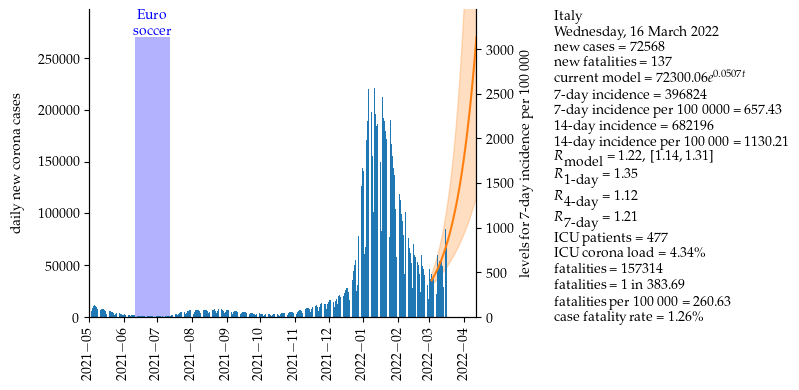 Euro
soccer
250000
200000
150000
100000
50000
0
daily new corona cases
3000
2500
2000
1500
1000
500
0
levels for 7-day incidence per 100 000
2021−05
2021−06
2021−07
2021−08
2021−09
2021−10
2021−11
2021−12
2022−01
2022−02
2022−03
2022−04
Italy
Wednesday, 16 March 2022
new cases = 72568
new fatalities = 137
current model = 72300.06e^0.0507t
7-day incidence = 396824
7-day incidence per 100 0000 = 657.43
14-day incidence = 682196
14-day incidence per 100 000 = 1130.21
R_model = 1.22, [1.14, 1.31]
R_1-day = 1.35
R_4-day = 1.12
R_7-day = 1.21
ICU patients = 477
ICU corona load = 4.34%
fatalities = 157314
fatalities = 1 in 383.69
fatalities per 100 000 = 260.63
case fatality rate = 1.26%